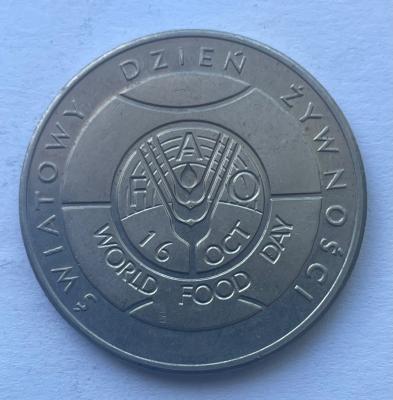 ŚWIATOWY DZIEŃ ŻYWNOŚCI
FAO
16 OCT
WORLD FOOD DAY